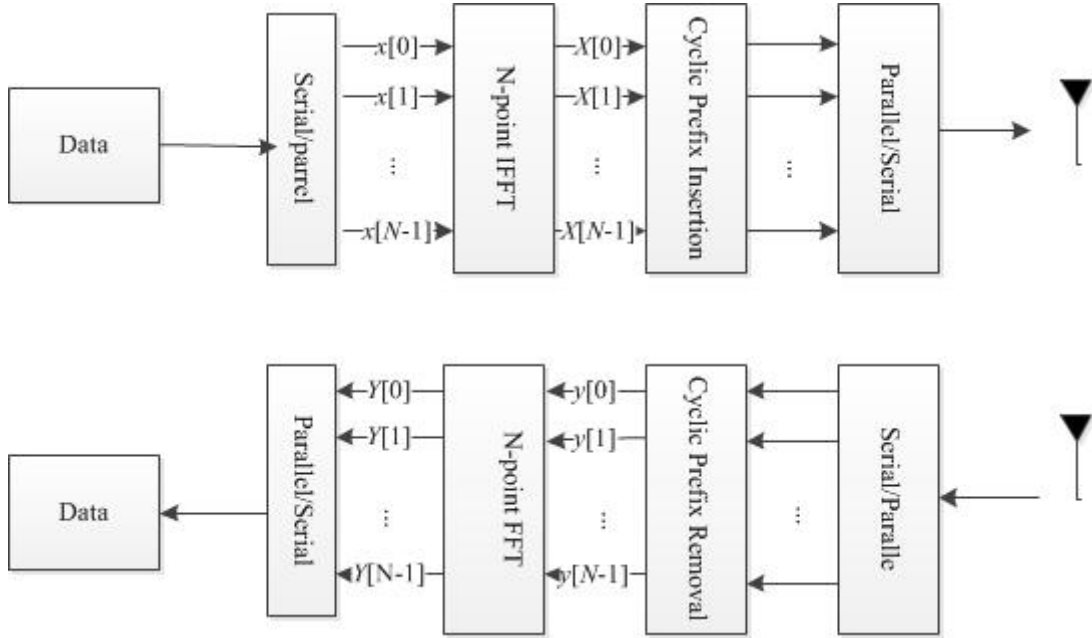 Data
Serial/parrel
x[0]
x[1]
...
x[N-1]
N-point IFFT
X[0]
X[1]
...
X[N-1]
Cyclic Prefix Insertion
...
Parallel/Serial
Data
Parallel/Serial
Y[0]
Y[1]
...
Y[N-1]
N-point FFT
y[0]
y[1]
...
y[N-1]
Cyclic Prefix Removal
...
Serial/Paralle